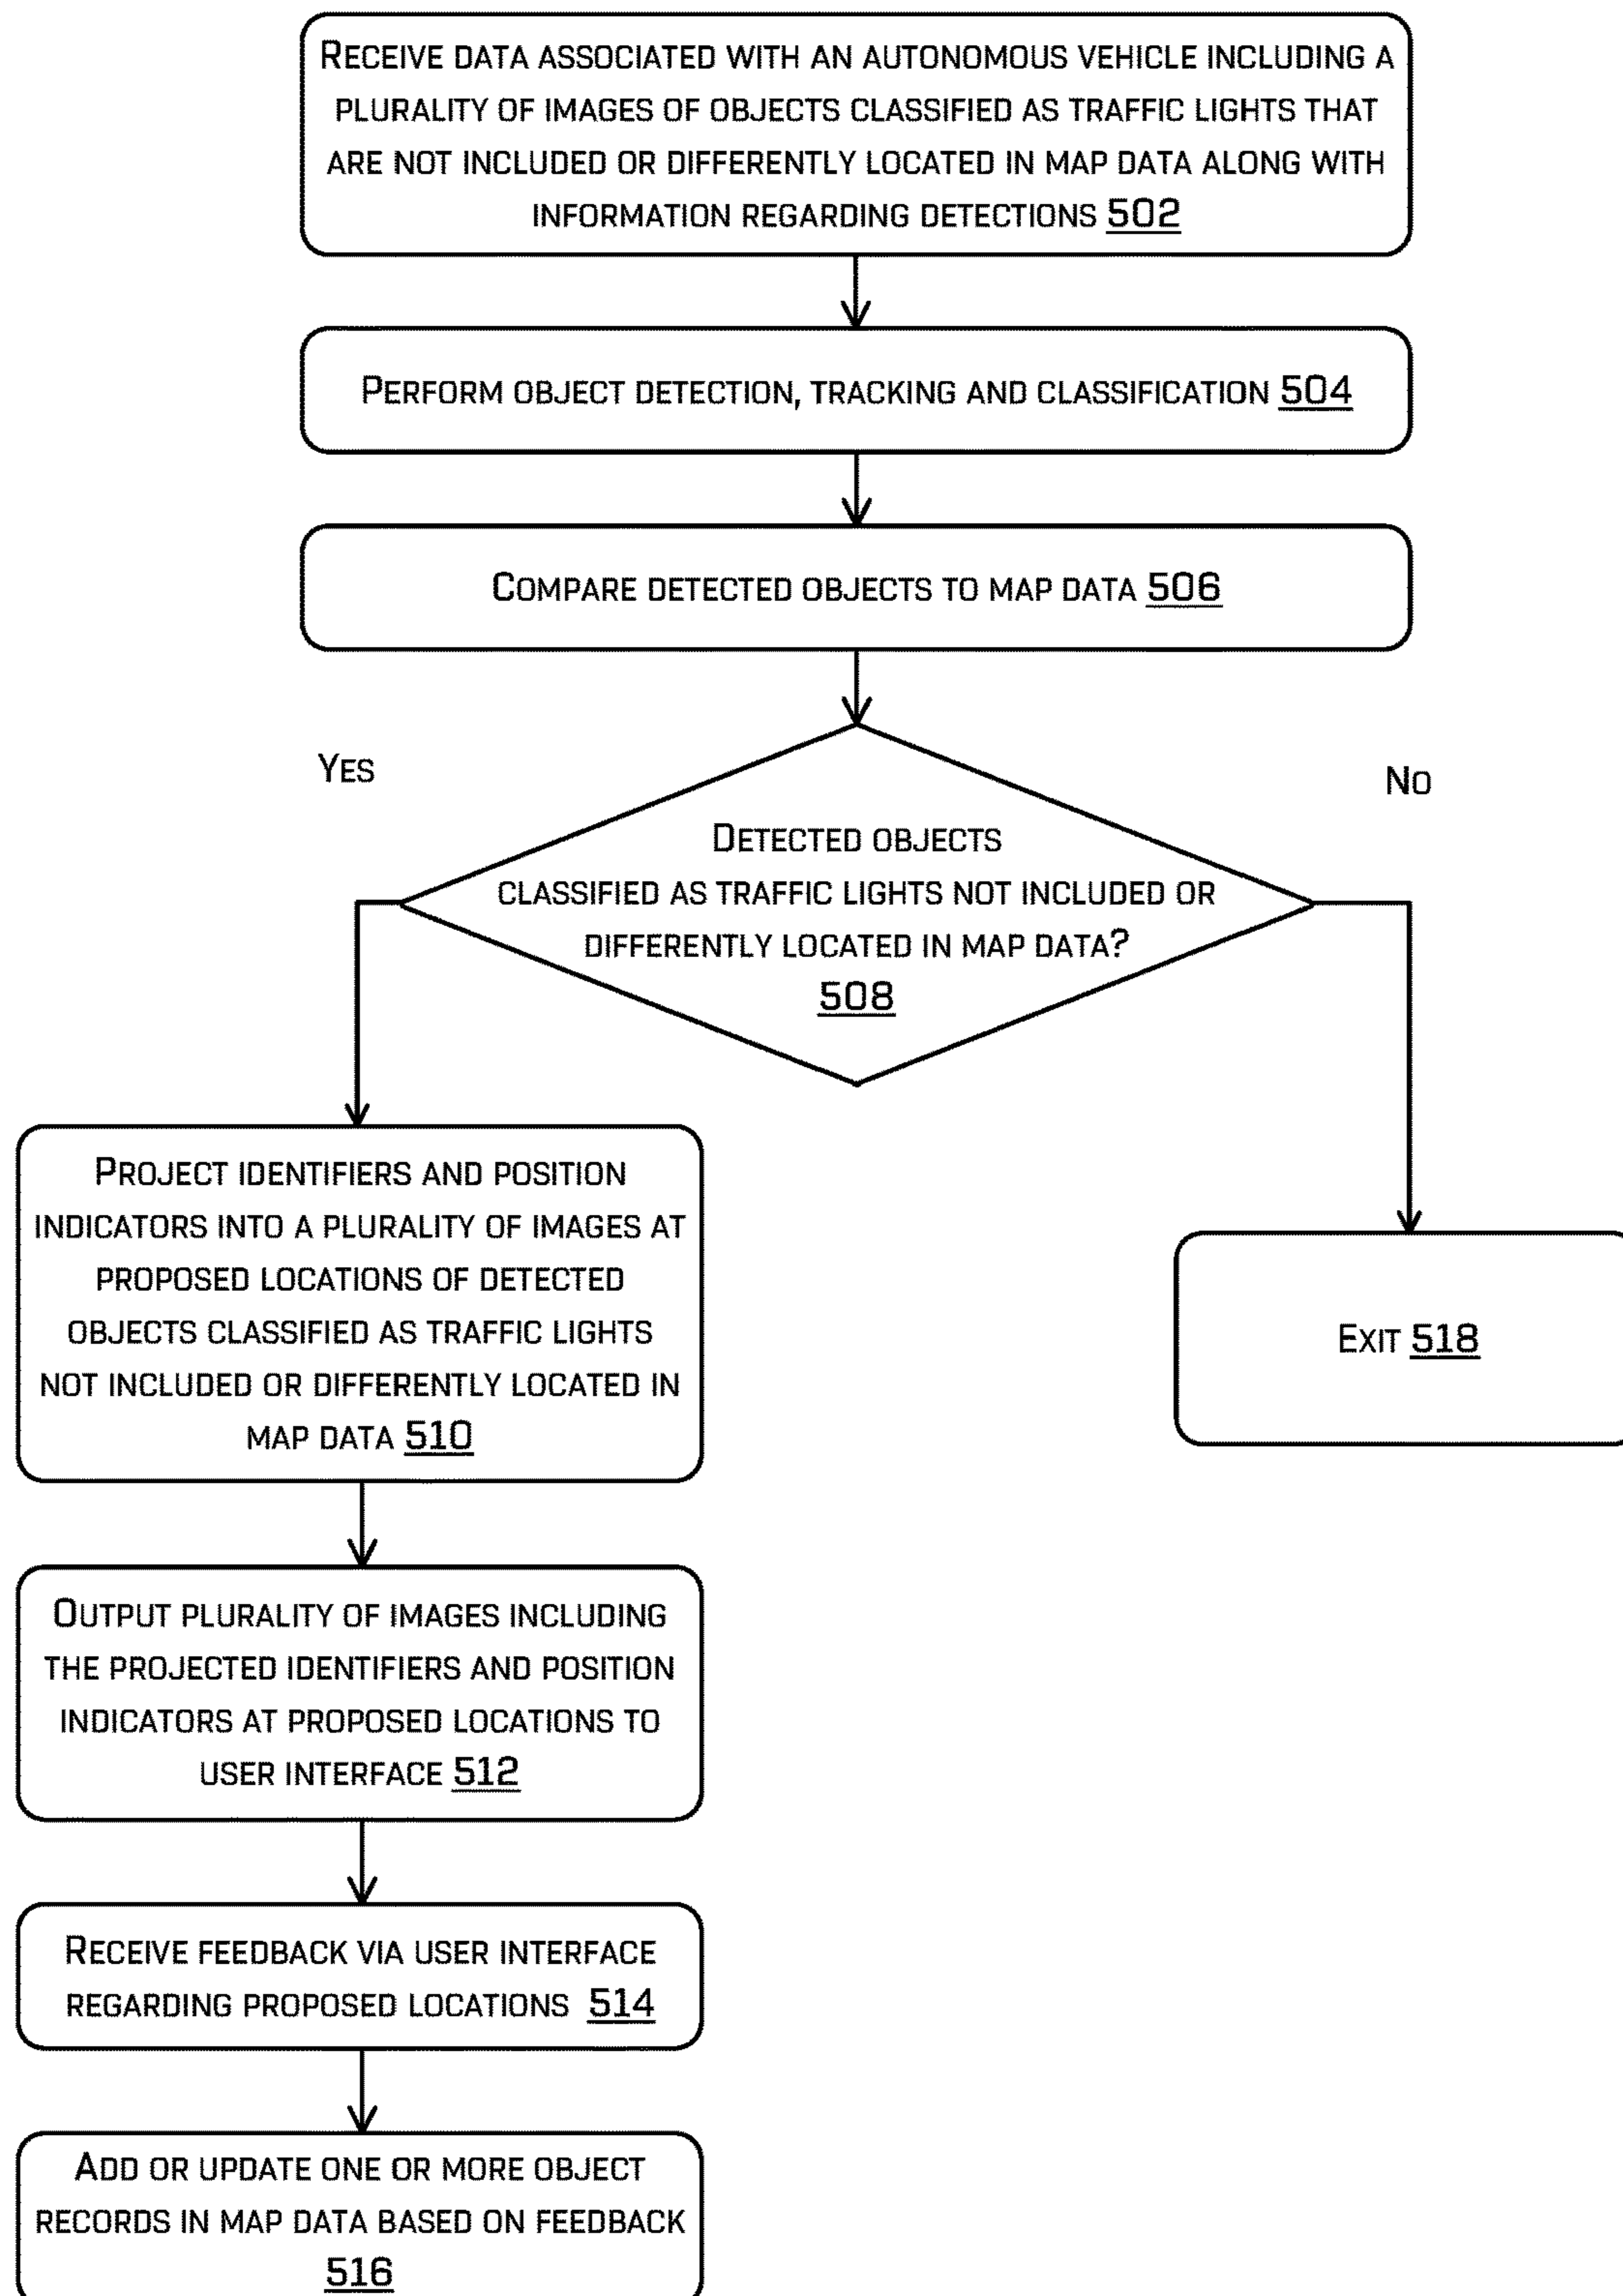 Receive data associated with an autonomous vehicle including a
plurality of images of objects classified as traffic lights that
are not included or differently located in map data along with
information regarding detections 502
Perform object detection, tracking and classification 504
Compare detected objects to map data 506
Yes
No
Detected objects
classified as traffic lights not included or
differently located in map data?
508
Project identifiers and position
indicators into a plurality of images at
proposed locations of detected
objects classified as traffic lights
not included or differently located in
map data 510
Exit 518
Output plurality of images including
the projected identifiers and position
indicators at proposed locations to
user interface 512
Receive feedback via user interface
regarding proposed locations 514
Add or update one or more object
records in map data based on feedback
516